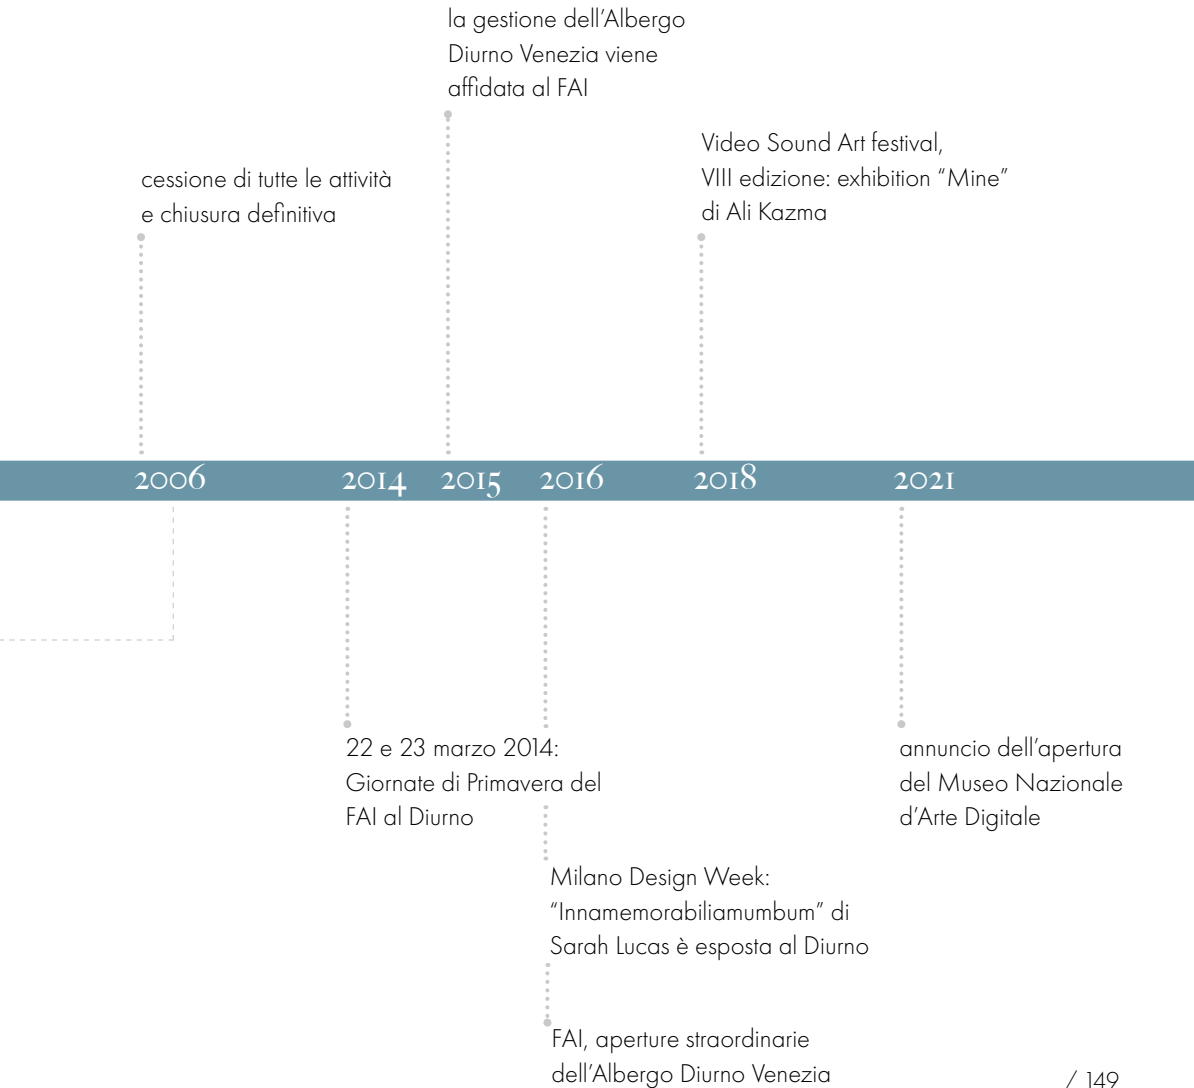 la gestione dell’Albergo
Diurno Venezia viene
affidata al FAI
Video Sound Art festival,
VIII edizione: exhibition “Mine”
di Ali Kazma
cessione di tutte le attività
e chiusura definitiva
2006
2014
2015
2016
2018
2021
22 e 23 marzo 2014:
Giornate di Primavera del
FAI al Diurno
annuncio dell’apertura
del Museo Nazionale
d’Arte Digitale
Milano Design Week:
“Innamemorabiliamumbum” di
Sarah Lucas è esposta al Diurno
FAI, aperture straordinarie
dell’Albergo Diurno Venezia
/ 149